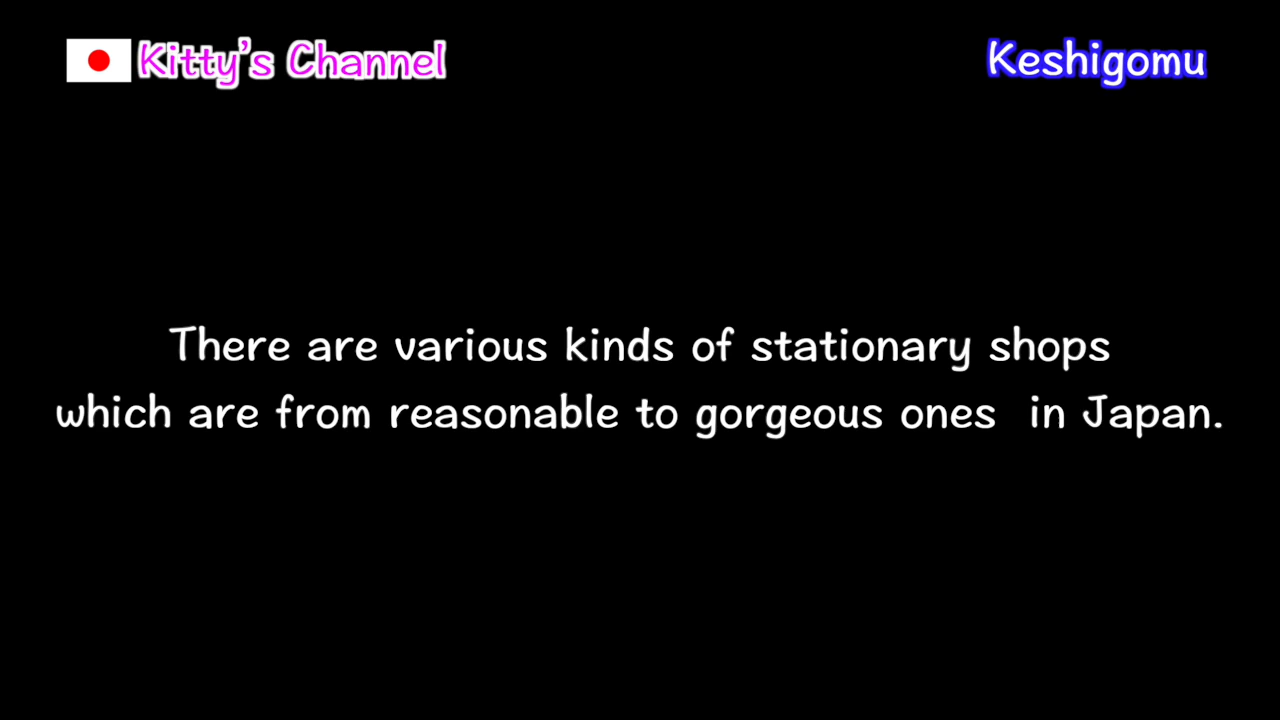 Kitty's Channel
Keshigomu
There are various kinds of stationary shops
which are from reasonable to gorgeous ones in Japan.